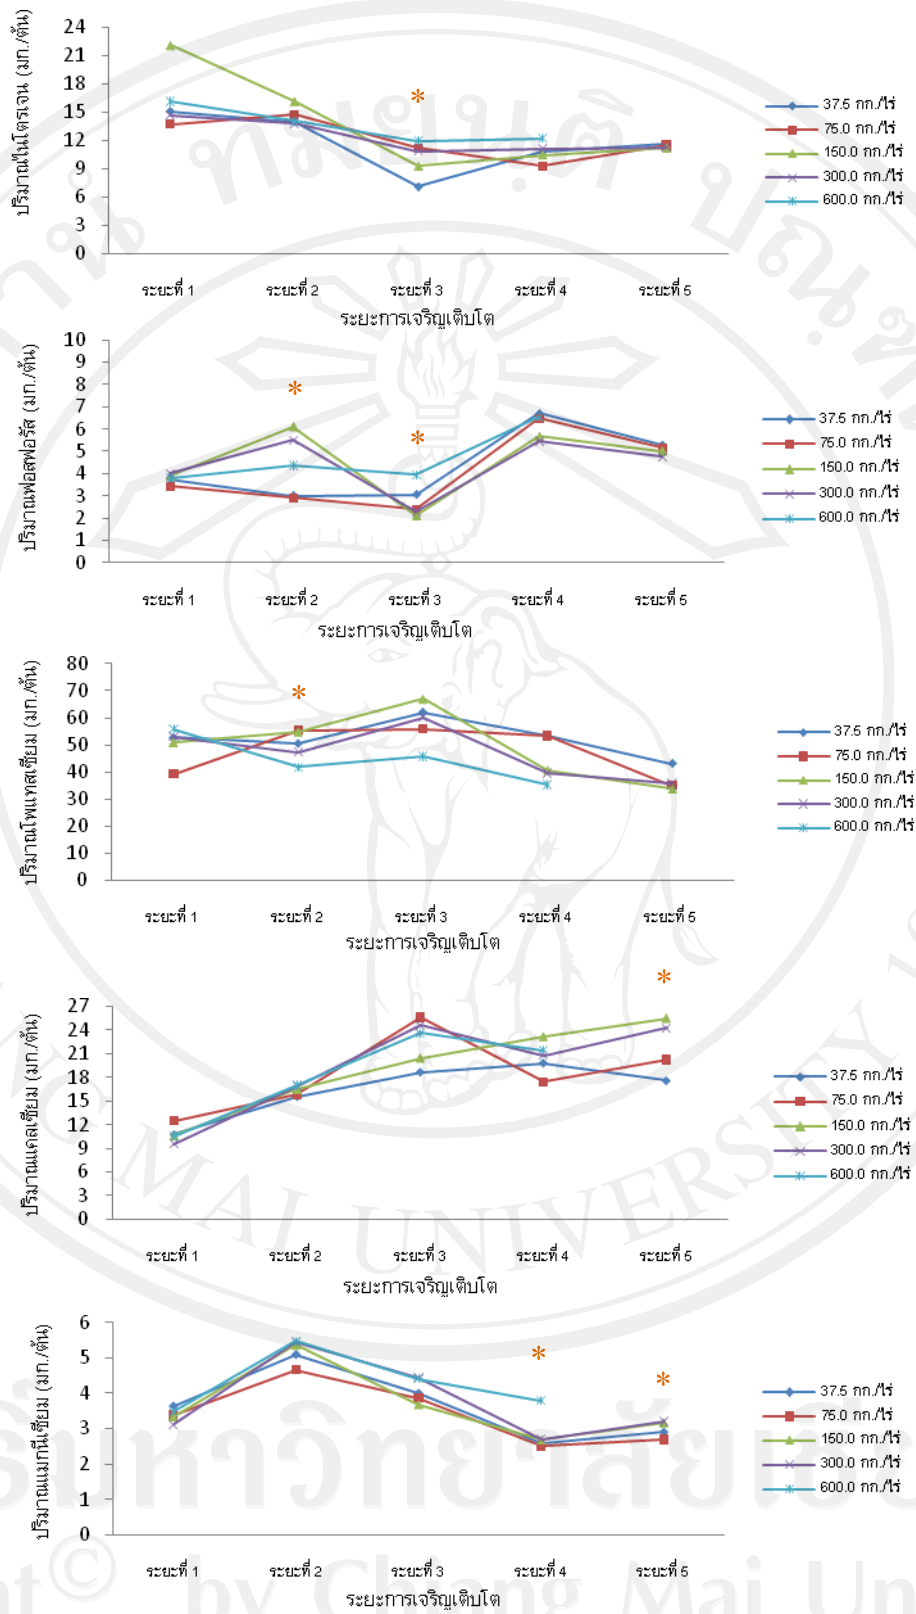 ปริมาณไนโตรเจน (มก./ต้น)
24
21
18
15
12
9
6
3
0
*
37.5 กก./ไร่
75.0 กก./ไร่
150.0 กก./ไร่
300.0 กก./ไร่
600.0 กก./ไร่
ระยะที่ 1 ระยะที่ 2 ระยะที่ 3 ระยะที่ 4 ระยะที่ 5
ระยะการเจริญเติบโต
ปริมาณฟอสฟอรัส (มก./ต้น)
10
9
8
7
6
5
4
3
2
1
0
*
*
37.5 กก./ไร่
75.0 กก./ไร่
150.0 กก./ไร่
300.0 กก./ไร่
600.0 กก./ไร่
ระยะที่ 1 ระยะที่ 2 ระยะที่ 3 ระยะที่ 4 ระยะที่ 5
ระยะการเจริญเติบโต
ปริมาณโพแทสเซียม (มก./ต้น)
80
70
60
50
40
30
20
10
0
*
37.5 กก./ไร่
75.0 กก./ไร่
150.0 กก./ไร่
300.0 กก./ไร่
600.0 กก./ไร่
ระยะที่ 1 ระยะที่ 2 ระยะที่ 3 ระยะที่ 4 ระยะที่ 5
ระยะการเจริญเติบโต
ปริมาณแคลเซียม (มก./ต้น)
27
24
21
18
15
12
9
6
3
0
*
37.5 กก./ไร่
75.0 กก./ไร่
150.0 กก./ไร่
300.0 กก./ไร่
600.0 กก./ไร่
ระยะที่ 1 ระยะที่ 2 ระยะที่ 3 ระยะที่ 4 ระยะที่ 5
ระยะการเจริญเติบโต
ปริมาณแมกนีเซียม (มก./ต้น)
6
5
4
3
2
1
0
*
*
37.5 กก./ไร่
75.0 กก./ไร่
150.0 กก./ไร่
300.0 กก./ไร่
600.0 กก./ไร่
ระยะที่ 1 ระยะที่ 2 ระยะที่ 3 ระยะที่ 4 ระยะที่ 5
ระยะการเจริญเติบโต
MAI UNIVERSITY
© by Chiang Mai